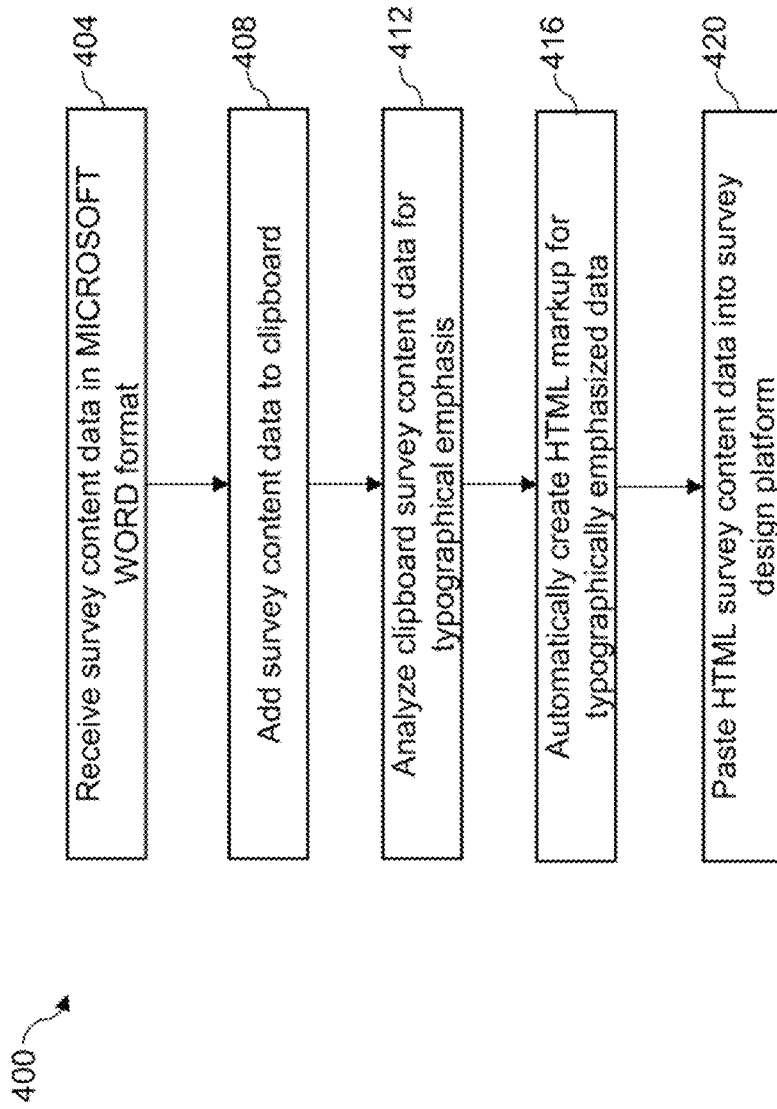 400
Receive survey content data in MICROSOFT
WORD format
404
Add survey content data to clipboard
408
Analyze clipboard survey content data for
typographical emphasis
412
Automatically create HTML markup for
typographically emphasized data
416
Paste HTML survey content data into survey
design platform
420